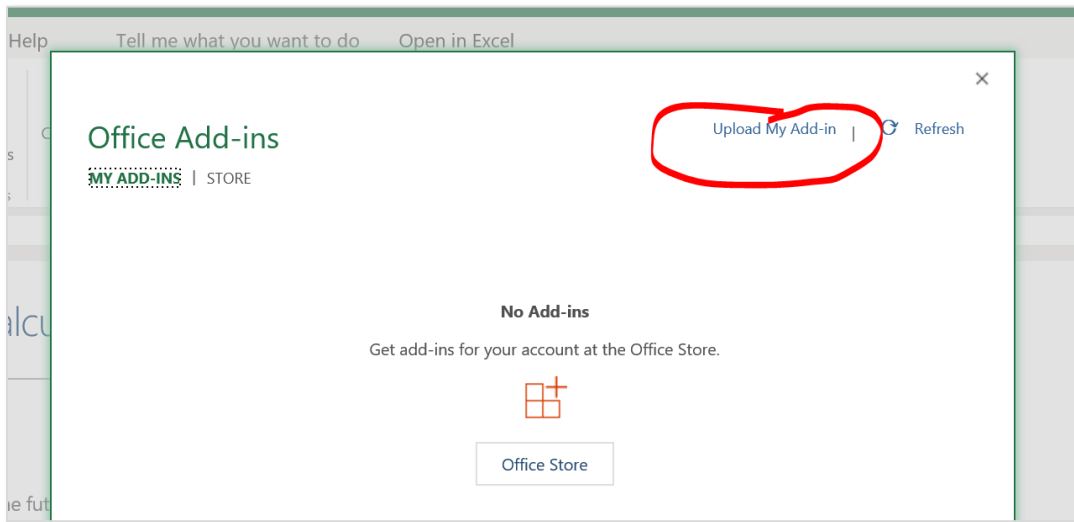 Help Tell me what you want to do Open in Excel
Office Add-ins
Upload My Add-in | Refresh
MY ADD-INS | STORE
No Add-ins
Get add-ins for your account at the Office Store.
Office Store